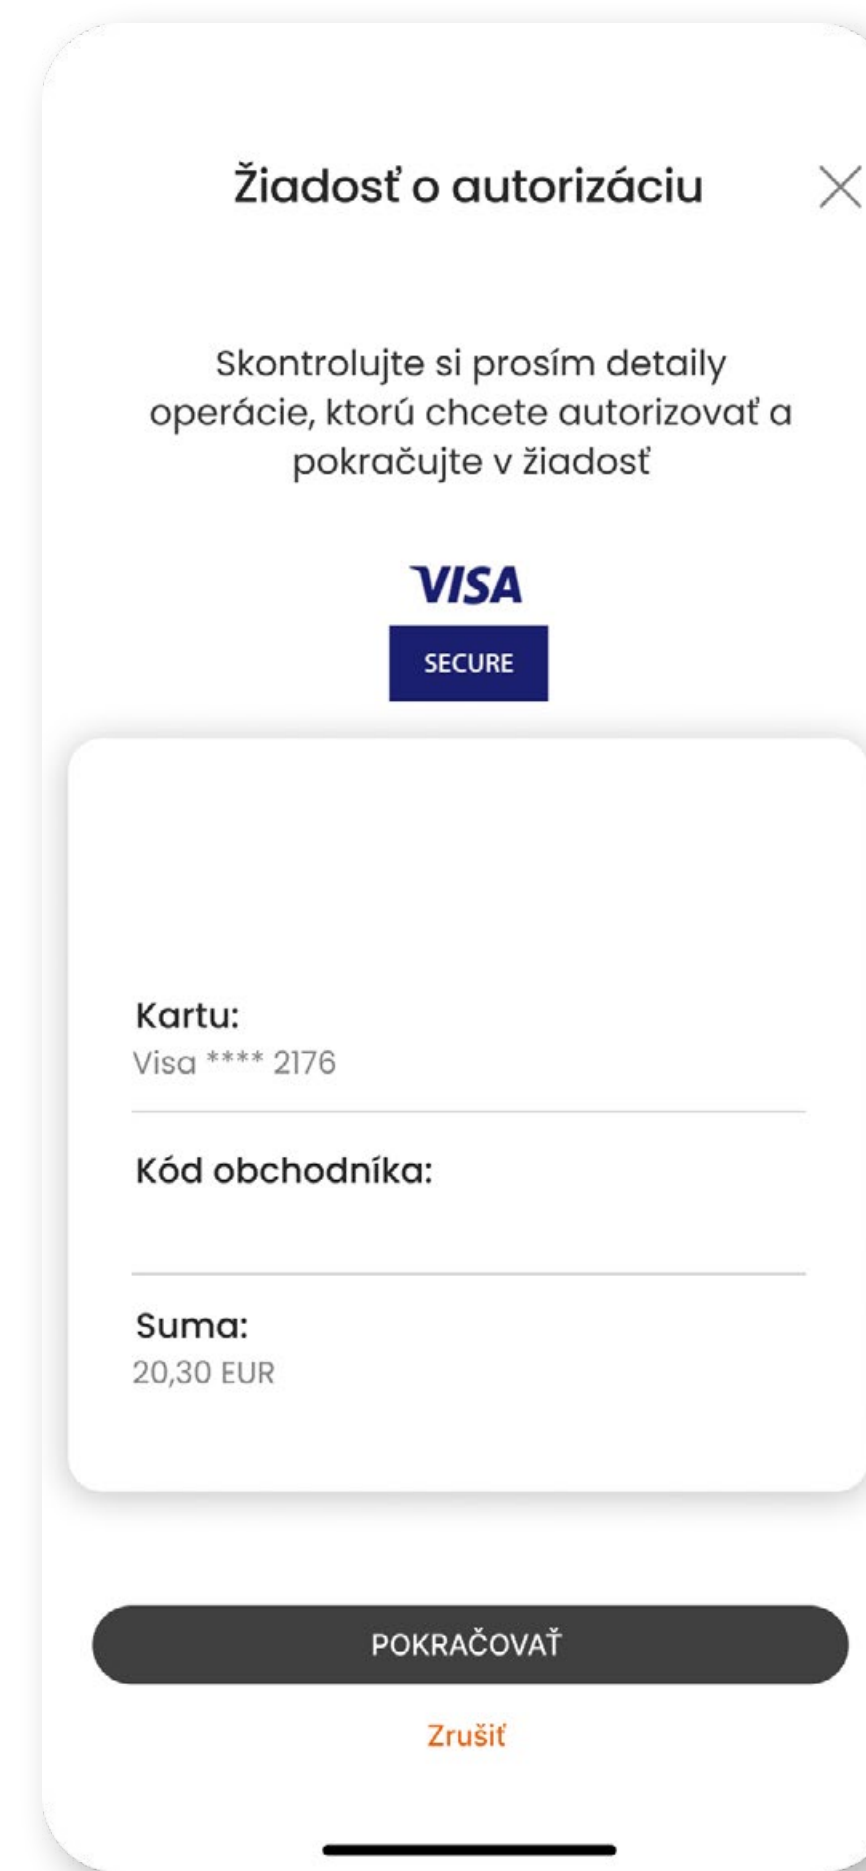 Žiadosť o autorizáciu
Skontrolujte si prosím detaily
operácie, ktorú chcete autorizovať a
pokračujte v žiadosť
VISA
SECURE
Kartu:
Visa **** 2176
Kód obchodníka:
Suma:
20,30 EUR
POKRAČOVAŤ
Zrušiť